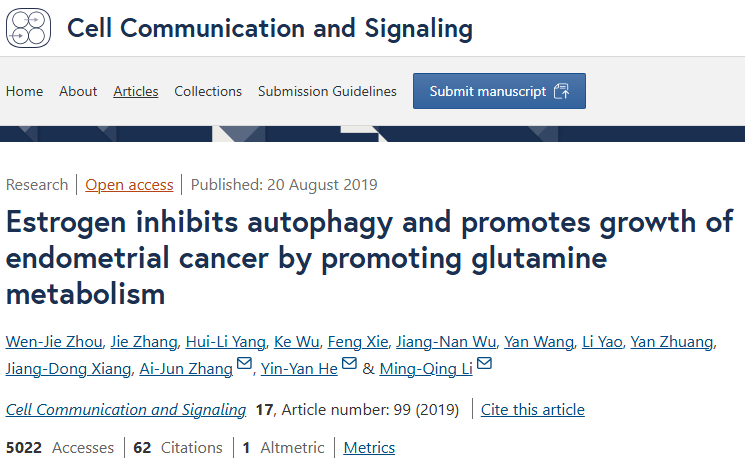 Cell Communication and Signaling
Home About Articles Collections Submission Guidelines Submit manuscript
Research Open access Published: 20 August 2019
Estrogen inhibits autophagy and promotes growth of
endometrial cancer by promoting glutamine
metabolism
Wen-Jie Zhou, Jie Zhang, Hui-Li Yang, Ke Wu, Feng Xie, Jiang-Nan Wu, Yan Wang, Li Yao, Yan Zhuang,
Jiang-Dong Xiang, Ai-Jun Zhang, Yin-Yan He & Ming-Qing Li
Cell Communication and Signaling 17, Article number: 99 (2019) Cite this article
5022 Accesses 62 Citations 1 Altmetric Metrics